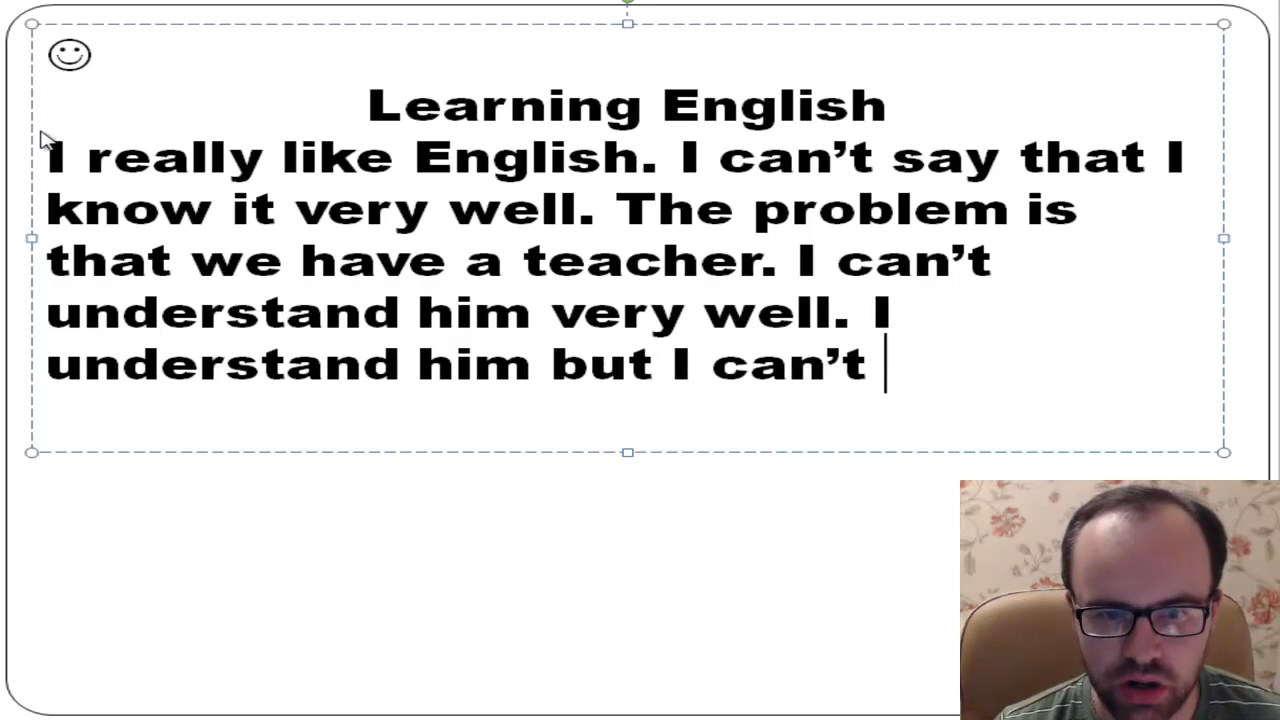 Learning English
I really like English. I can’t say that I
know it very well. The problem is
that we have a teacher. I can’t
understand him very well. I
understand him but I can’t